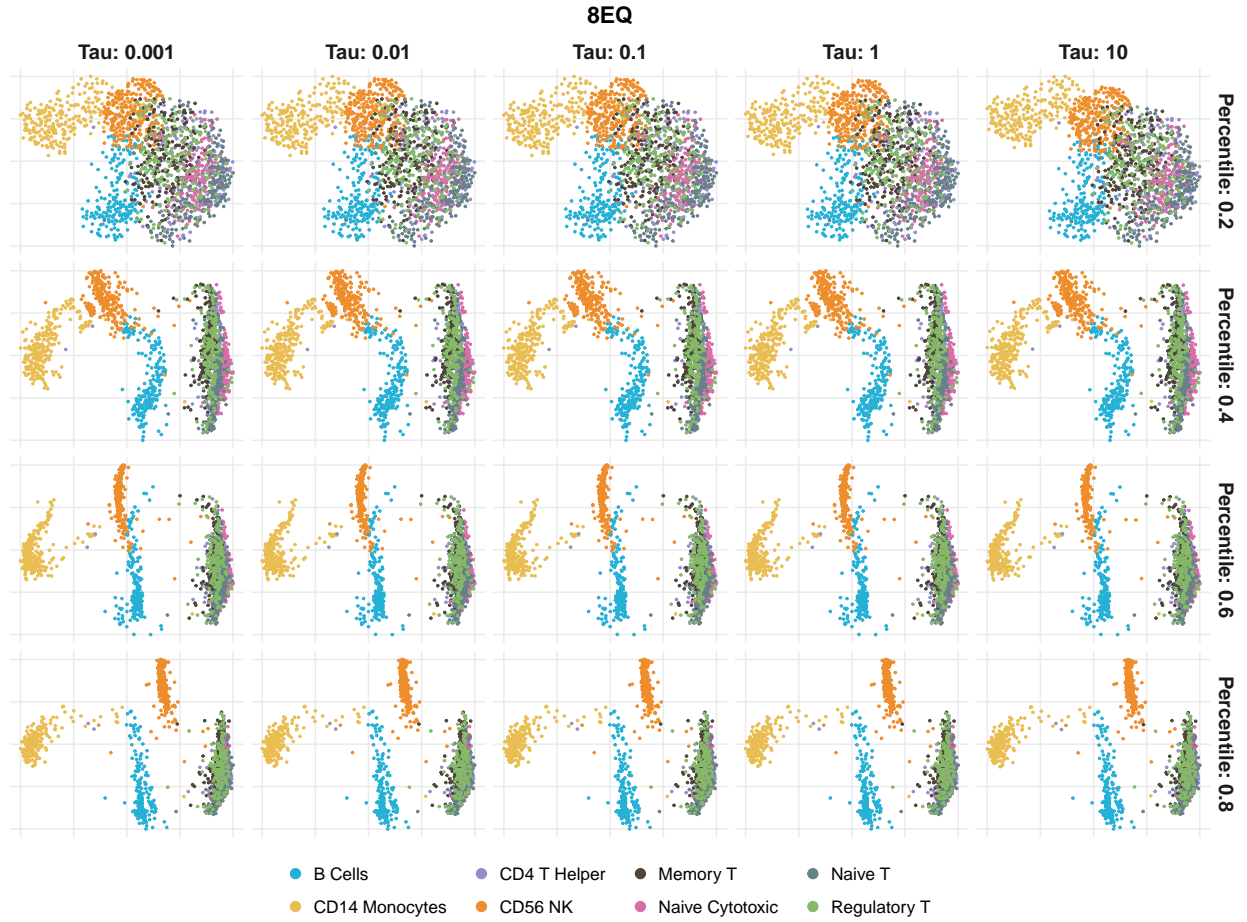 8EQ
Tau: 0.001 Tau: 0.01 Tau: 0.1 Tau: 1 Tau: 10
Percentile: 0.2
Percentile: 0.4
Percentile: 0.6
Percentile: 0.8
B Cells CD4 T Helper Memory T Naive T
CD14 Monocytes CD56 NK Naive Cytotoxic Regulatory T